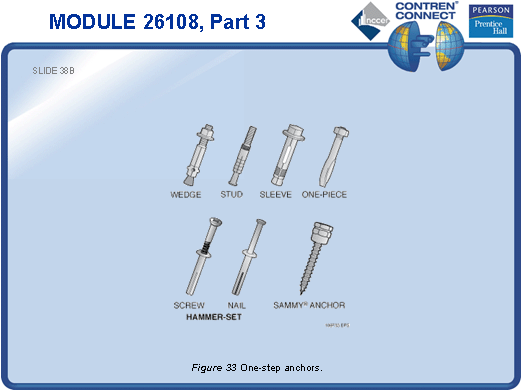 MODULE 26108, Part 3
nccer
CONTREN®
CONNECT
PEARSON
Prentice
Hall
SLIDE 38B
WEDGE STUD SLEEVE ONE-PIECE
SCREW NAIL SAMMY® ANCHOR
HAMMER-SET
Figure 33 One-step anchors.